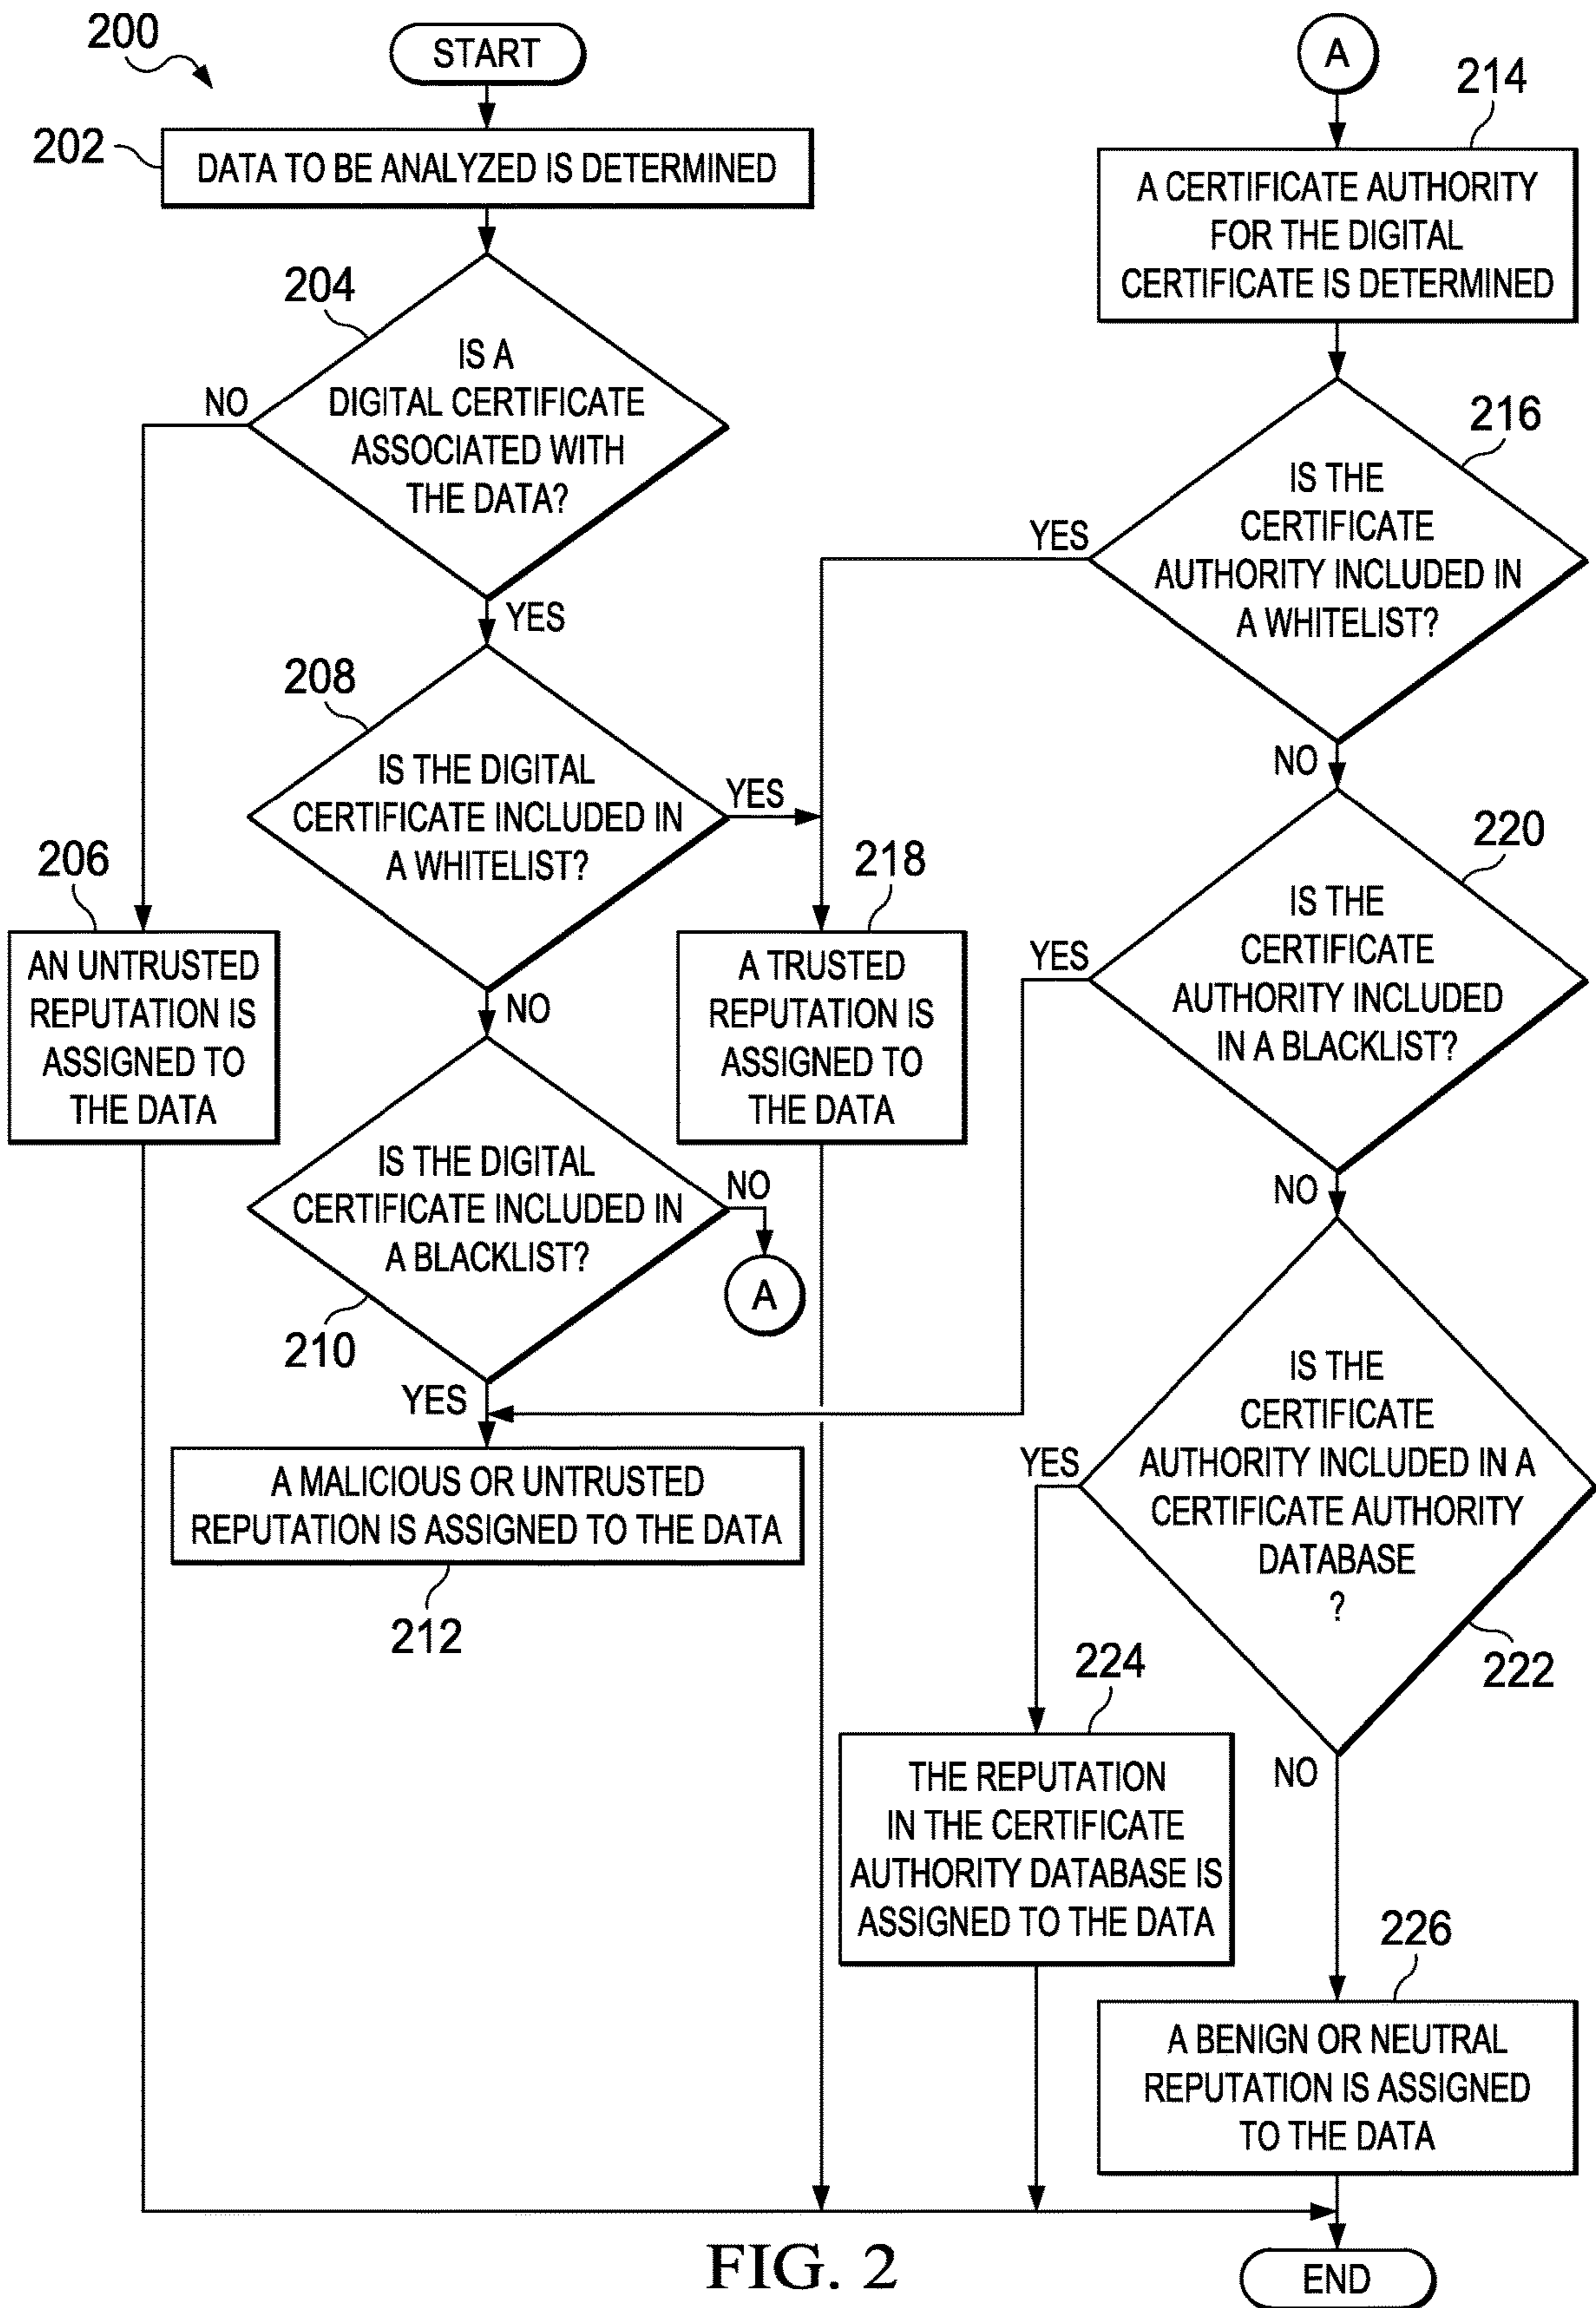 200
START
202
DATA TO BE ANALYZED IS DETERMINED
204
IS A
DIGITAL CERTIFICATE
ASSOCIATED WITH
THE DATA?
NO
YES
208
IS THE DIGITAL
CERTIFICATE INCLUDED IN
A WHITELIST?
YES
NO
206
AN UNTRUSTED
REPUTATION IS
ASSIGNED TO
THE DATA
218
A TRUSTED
REPUTATION IS
ASSIGNED TO
THE DATA
IS THE DIGITAL
CERTIFICATE INCLUDED IN
A BLACKLIST?
NO
A
210
YES
A MALICIOUS OR UNTRUSTED
REPUTATION IS ASSIGNED TO THE DATA
212
A
214
A CERTIFICATE AUTHORITY
FOR THE DIGITAL
CERTIFICATE IS DETERMINED
216
IS THE
CERTIFICATE
AUTHORITY INCLUDED IN
A WHITELIST?
YES
NO
220
IS THE
CERTIFICATE
AUTHORITY INCLUDED
IN A BLACKLIST?
YES
NO
IS THE
CERTIFICATE
AUTHORITY INCLUDED IN A
CERTIFICATE AUTHORITY
DATABASE
?
YES
222
NO
224
THE REPUTATION
IN THE CERTIFICATE
AUTHORITY DATABASE IS
ASSIGNED TO THE DATA
226
A BENIGN OR NEUTRAL
REPUTATION IS ASSIGNED
TO THE DATA
END
FIG. 2